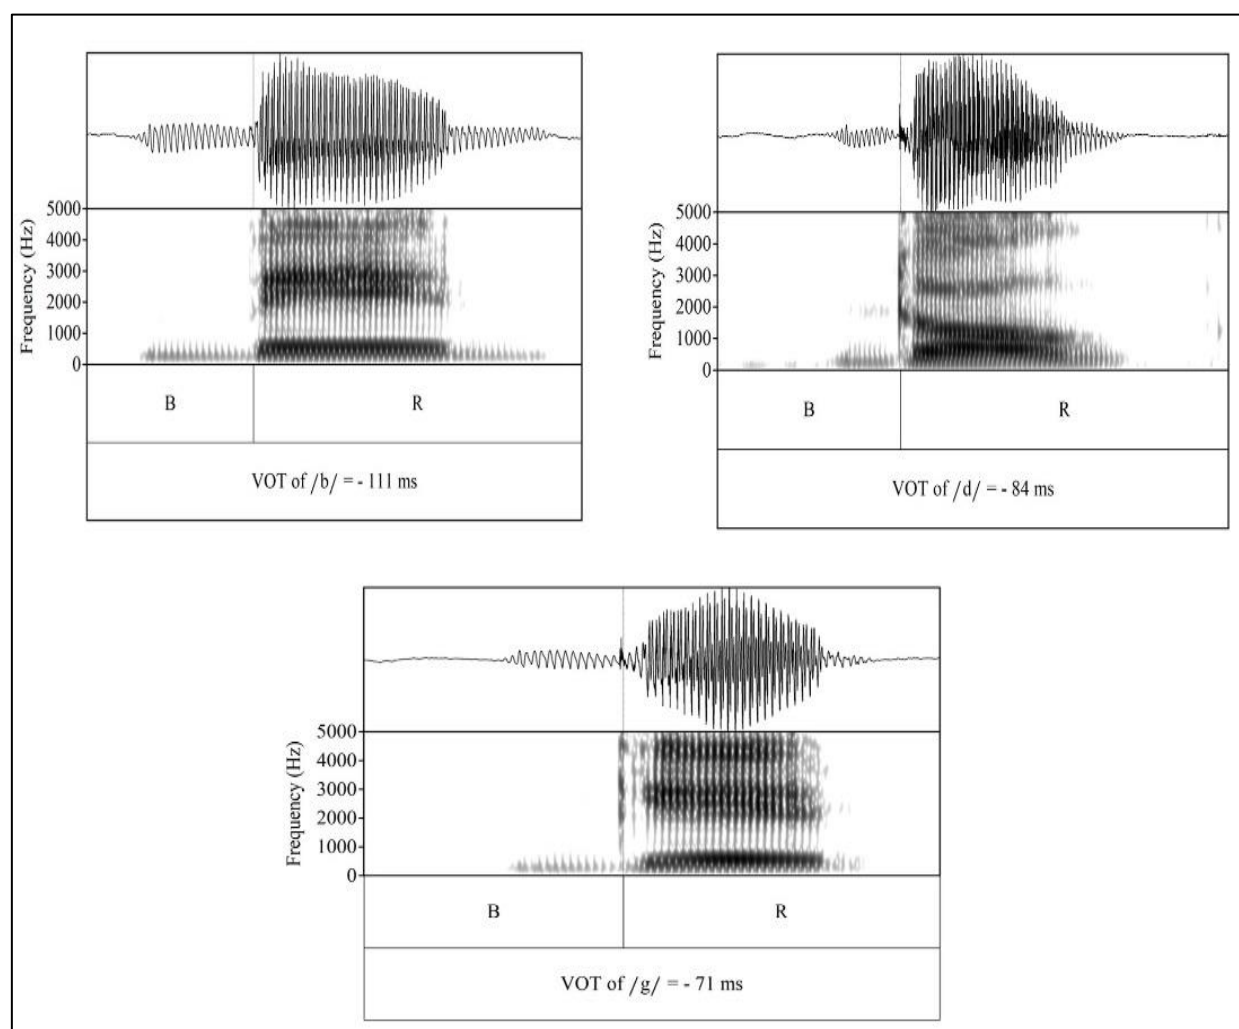 5000
4000
3000
2000
1000
0
Frequency (Hz)
B R
VOT of /b/ = - 111 ms
5000
4000
3000
2000
1000
0
Frequency (Hz)
B R
VOT of /d/ = - 84 ms
5000
4000
3000
2000
1000
0
Frequency (Hz)
B R
VOT of /g/ = - 71 ms